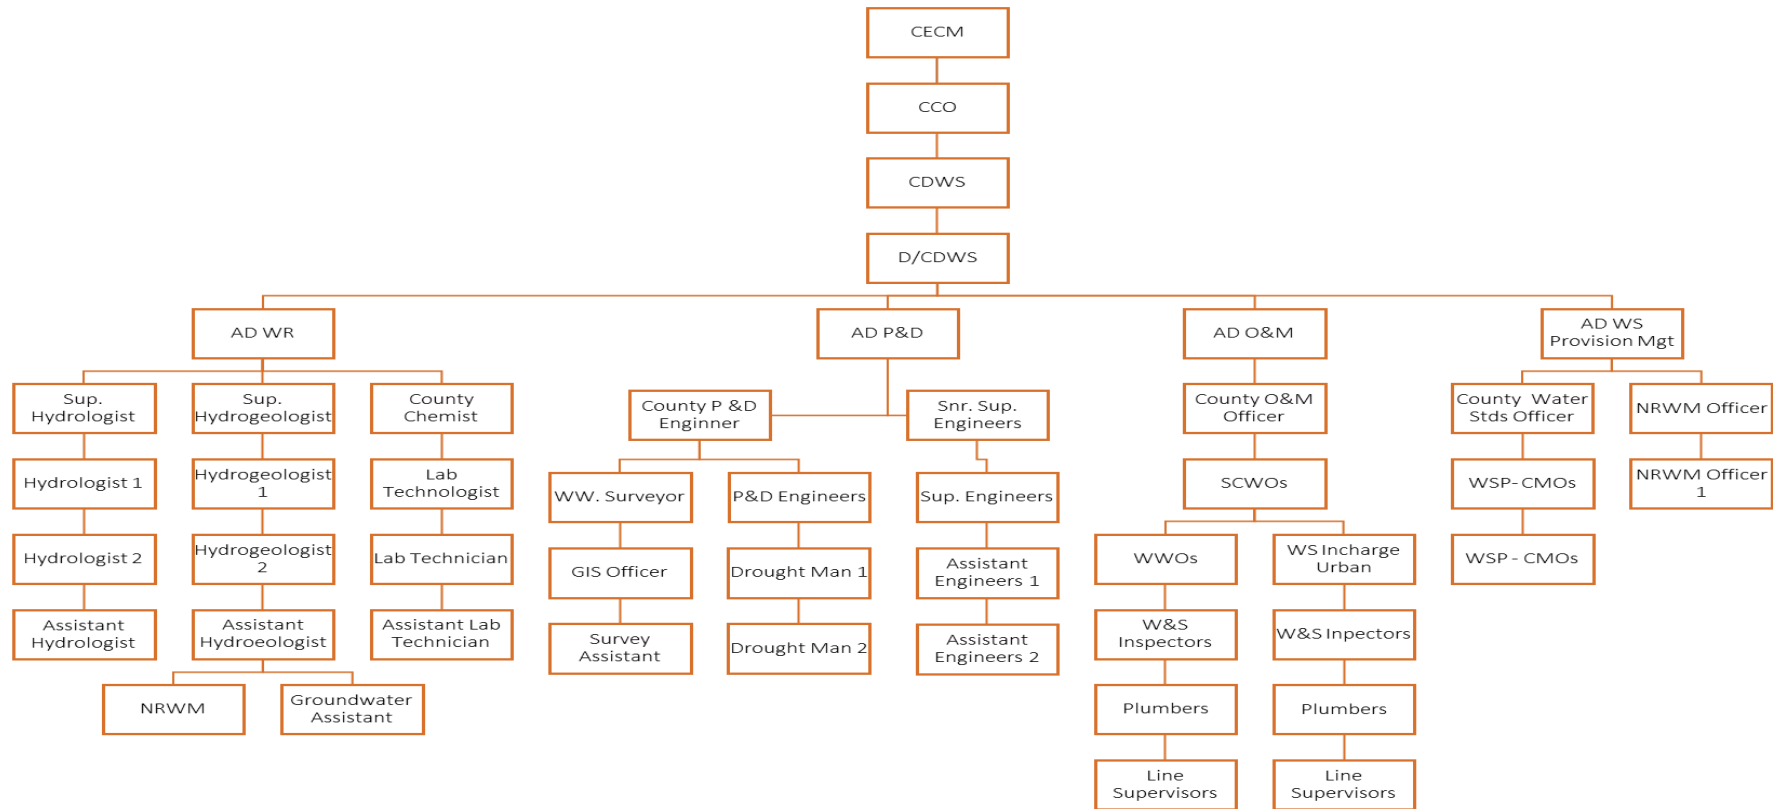 CECM
CCO
CDWS
D/CDWS
AD WR
AD P&D
AD O&M
AD WS
Provision Mgt
Sup.
Hydrologist
Sup.
Hydrogeologist
County
Chemist
County P &D
Enginner
Snr. Sup.
Engineers
County O&M
Officer
County Water
Stds Officer
NRWM Officer
Hydrologist 1
Hydrogeologist
1
Lab
Technologist
WW. Surveyor
P&D Engineers
Sup. Engineers
SCWOs
WSP- CMOs
NRWM Officer
1
Hydrologist 2
Hydrogeologist
2
Lab Technician
GIS Officer
Drought Man 1
Assistant
Engineers 1
WWOs
WS Incharge
Urban
WSP - CMOs
Assistant
Hydrologist
Assistant
Hydroeologist
Assistant Lab
Technician
Survey
Assistant
Drought Man 2
Assistant
Engineers 2
W&S
Inspectors
W&S Inpectors
NRWM
Groundwater
Assistant
Plumbers
Plumbers
Line
Supervisors
Line
Supervisors